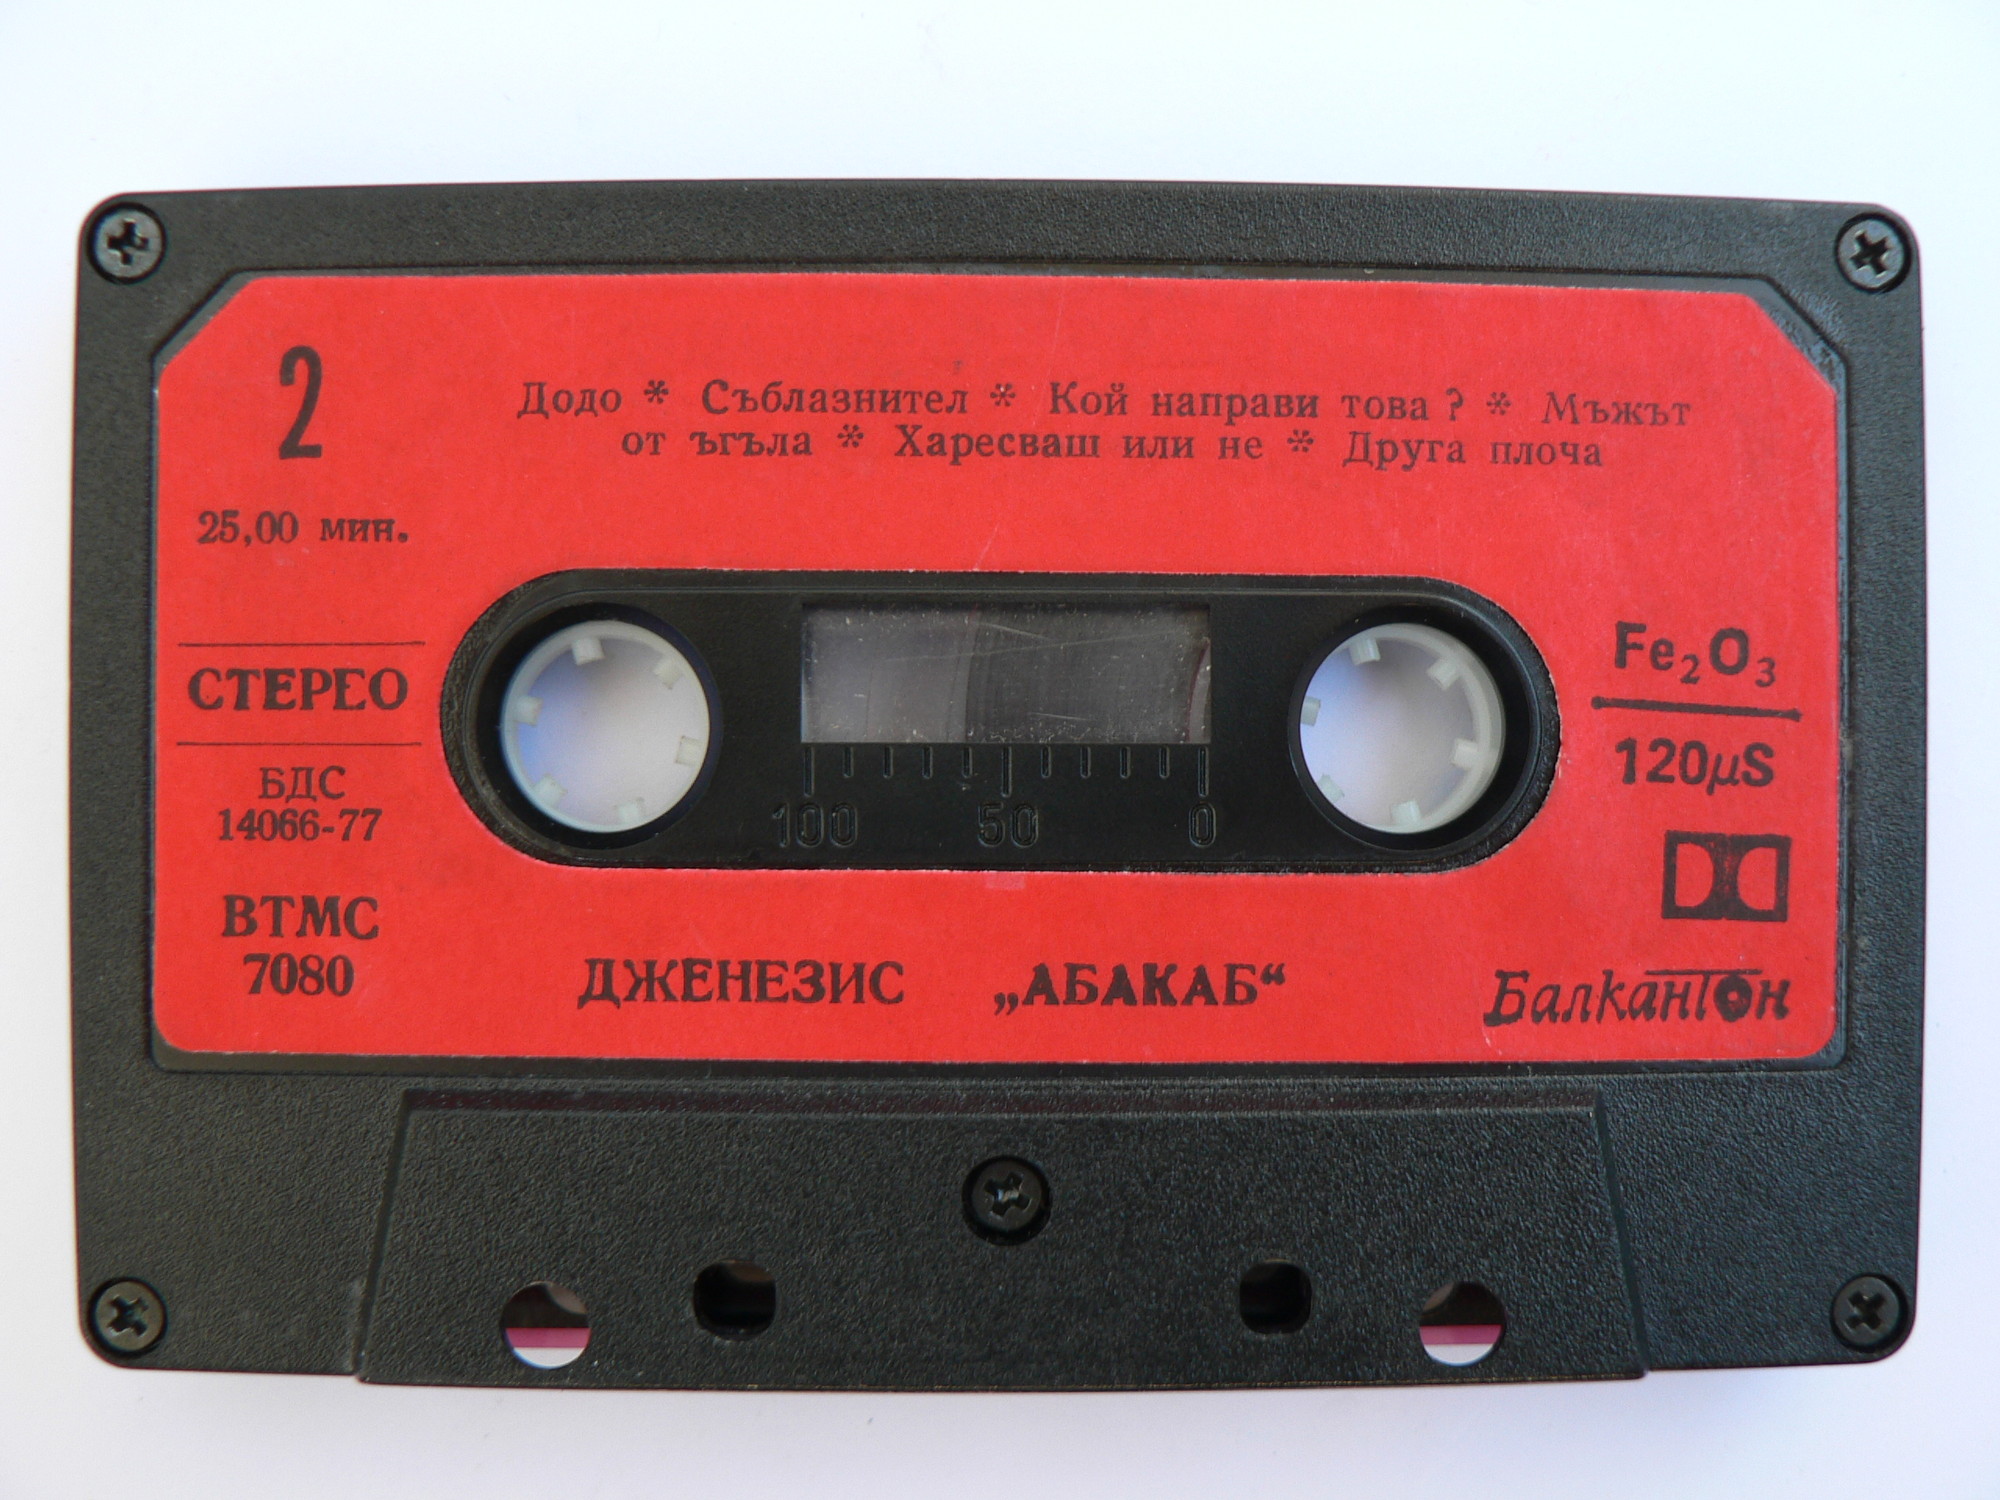 2
Додо * Съблазнител * Кой направи това ? * Мъжът
от ъгъла * Харесваш или не * Друга плоча
25,00 мин.
СТЕРЕО
БДС
14066-77
ВТМС
7080
100 50 0
Fe₂O₃
120μS
ДЖЕНЕЗИС „АБАКАБ“
Балкантон